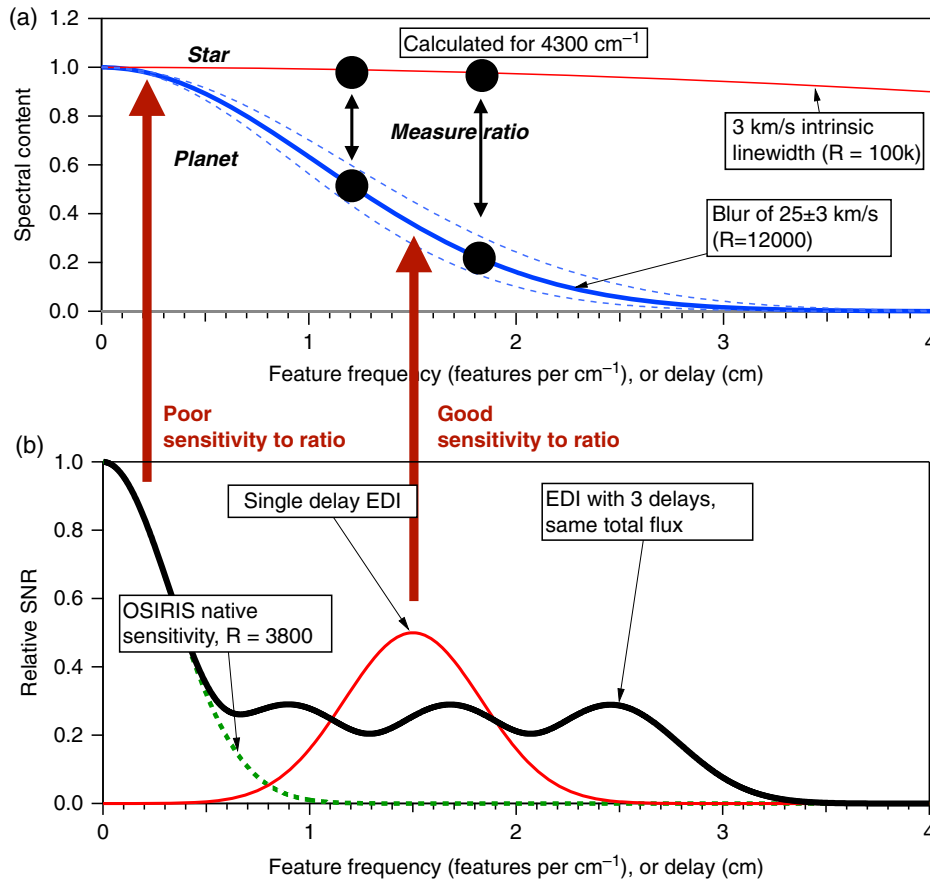 (a)
1.2
1.0
0.8
0.6
0.4
0.2
0.0
Spectral content
Star
Planet
Calculated for 4300 cm⁻¹
Measure ratio
3 km/s intrinsic
linewidth (R = 100k)
Blur of 25±3 km/s
(R=12000)
0
1
2
3
4
Feature frequency (features per cm⁻¹), or delay (cm)
Poor
sensitivity to ratio
Good
sensitivity to ratio
(b)
1.0
0.8
0.6
0.4
0.2
0.0
Relative SNR
Single delay EDI
EDI with 3 delays,
same total flux
OSIRIS native
sensitivity, R = 3800
0
1
2
3
4
Feature frequency (features per cm⁻¹), or delay (cm)